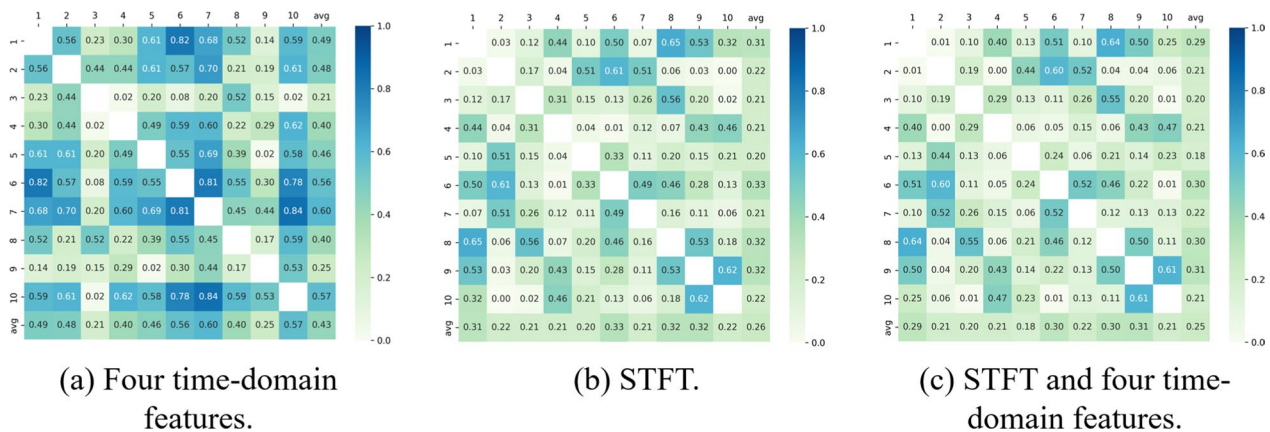 1 2 3 4 5 6 7 8 9 10 avg
1 0.56 0.23 0.30 0.61 0.82 0.68 0.52 0.14 0.59 0.49
2 0.56 0.44 0.44 0.61 0.57 0.70 0.21 0.19 0.61 0.48
3 0.23 0.44 0.02 0.20 0.08 0.20 0.52 0.15 0.02 0.21
4 0.30 0.44 0.02 0.49 0.59 0.60 0.22 0.29 0.62 0.40
5 0.61 0.61 0.20 0.49 0.55 0.69 0.39 0.02 0.58 0.46
6 0.82 0.57 0.08 0.59 0.55 0.81 0.55 0.30 0.78 0.56
7 0.68 0.70 0.20 0.60 0.69 0.81 0.45 0.44 0.84 0.60
8 0.52 0.21 0.52 0.22 0.39 0.55 0.45 0.17 0.59 0.40
9 0.14 0.19 0.15 0.29 0.02 0.30 0.44 0.17 0.53 0.25
10 0.59 0.61 0.02 0.62 0.58 0.78 0.84 0.59 0.53 0.57
avg 0.49 0.48 0.21 0.40 0.46 0.56 0.60 0.40 0.25 0.57 0.43
1.0
0.8
0.6
0.4
0.2
0.0
(a) Four time-domain
features.
1 2 3 4 5 6 7 8 9 10 avg
1 0.03 0.12 0.44 0.10 0.50 0.07 0.65 0.53 0.32 0.31
2 0.03 0.17 0.04 0.51 0.61 0.51 0.06 0.03 0.00 0.22
3 0.12 0.17 0.31 0.15 0.13 0.12 0.56 0.20 0.02 0.21
4 0.44 0.04 0.31 0.04 0.01 0.12 0.07 0.43 0.46 0.21
5 0.10 0.51 0.15 0.04 0.33 0.11 0.20 0.15 0.21 0.20
6 0.50 0.61 0.13 0.01 0.33 0.49 0.46 0.28 0.13 0.33
7 0.07 0.51 0.26 0.12 0.11 0.49 0.16 0.11 0.06 0.21
8 0.65 0.06 0.56 0.07 0.20 0.46 0.16 0.53 0.18 0.32
9 0.53 0.03 0.20 0.43 0.15 0.28 0.11 0.53 0.62 0.32
10 0.32 0.00 0.02 0.46 0.21 0.13 0.06 0.18 0.62 0.22
avg 0.31 0.22 0.21 0.21 0.20 0.33 0.21 0.32 0.32 0.22 0.26
1.0
0.8
0.6
0.4
0.2
0.0
(b) STFT.
1 2 3 4 5 6 7 8 9 10 avg
1 0.01 0.10 0.40 0.13 0.51 0.10 0.64 0.50 0.25 0.29
2 0.01 0.19 0.00 0.44 0.60 0.52 0.04 0.04 0.06 0.21
3 0.10 0.19 0.29 0.13 0.11 0.26 0.55 0.20 0.01 0.20
4 0.40 0.00 0.29 0.06 0.05 0.15 0.06 0.43 0.47 0.21
5 0.13 0.44 0.13 0.06 0.24 0.06 0.21 0.14 0.23 0.18
6 0.51 0.60 0.11 0.05 0.24 0.52 0.46 0.22 0.01 0.30
7 0.10 0.52 0.26 0.15 0.06 0.52 0.12 0.13 0.13 0.22
8 0.64 0.04 0.55 0.06 0.21 0.46 0.12 0.50 0.11 0.30
9 0.50 0.04 0.20 0.43 0.14 0.22 0.13 0.50 0.61 0.31
10 0.25 0.06 0.01 0.47 0.23 0.01 0.13 0.11 0.61 0.21
avg 0.29 0.21 0.20 0.21 0.18 0.30 0.22 0.30 0.31 0.21 0.25
1.0
0.8
0.6
0.4
0.2
0.0
(c) STFT and four time-
domain features.